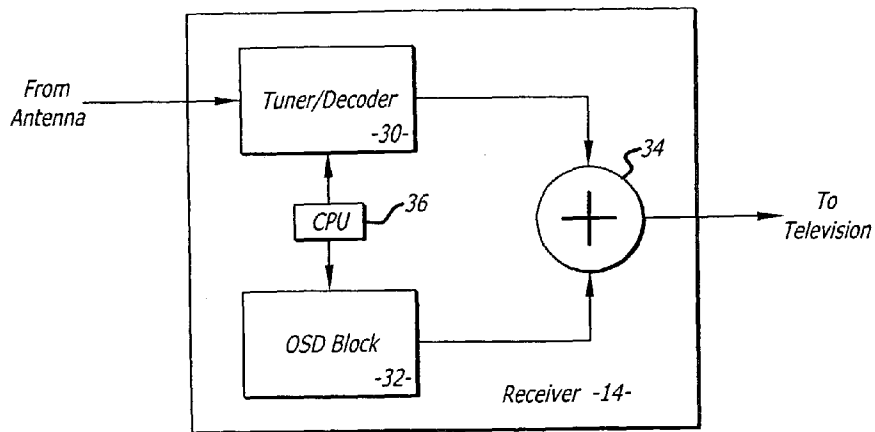 From
Antenna
Tuner/Decoder
-30-
34
36
CPU
To
Television
OSD Block
-32-
Receiver -14-